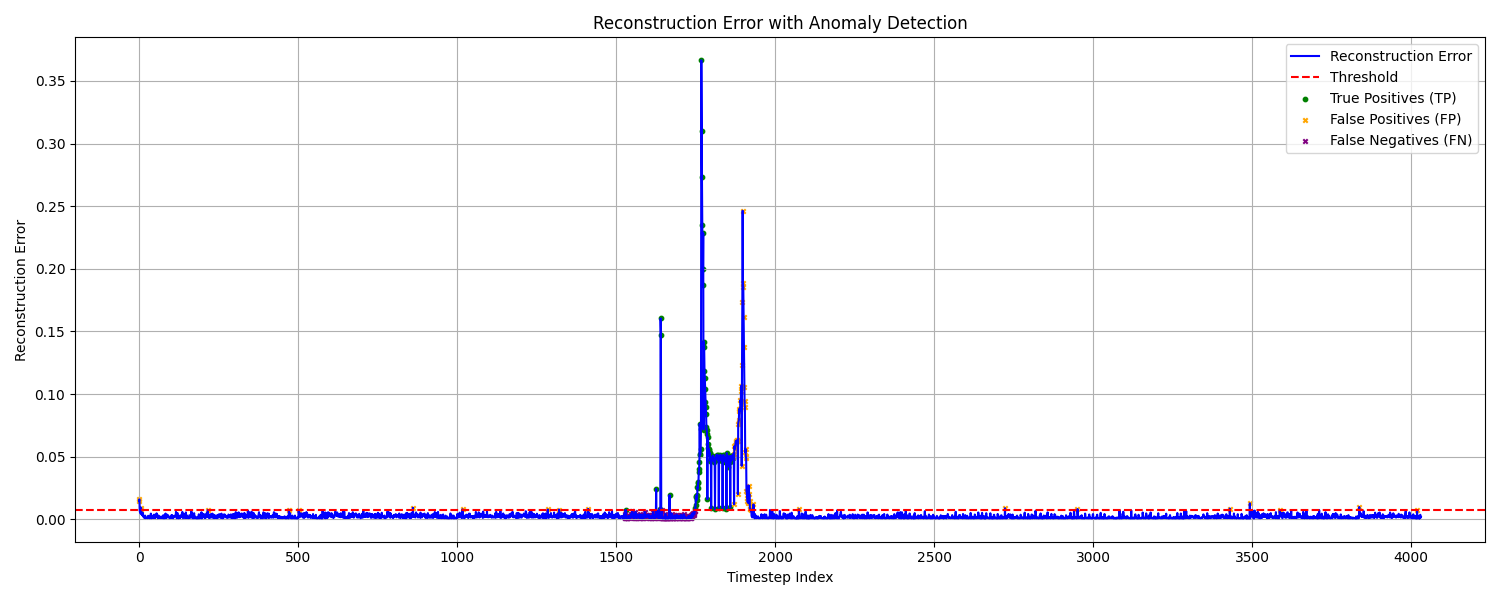 Reconstruction Error with Anomaly Detection
Reconstruction Error
Threshold
True Positives (TP)
False Positives (FP)
False Negatives (FN)
0.35
0.30
0.25
0.20
0.15
0.10
0.05
0.00
Reconstruction Error
0 500 1000 1500 2000 2500 3000 3500 4000
Timestep Index